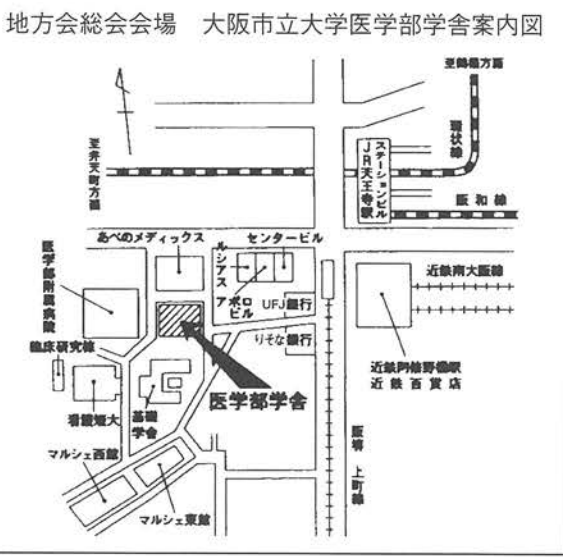 地方会総会会場　大阪市立大学医学部学舎案内図
至鶴橋方面
環状線
至弁天町方面
ステーションビル
JR天王寺駅
阪和線
あべのメディックス
センタービル
ルシアス
アポロビル
医学部附属病院
UFJ銀行
近鉄南大阪線
りそな銀行
臨床研究棟
近鉄阿倍野橋駅
近鉄百貨店
医学部学舎
看護短大
基礎学舎
マルシェ西館
阪堺上町線
マルシェ東館